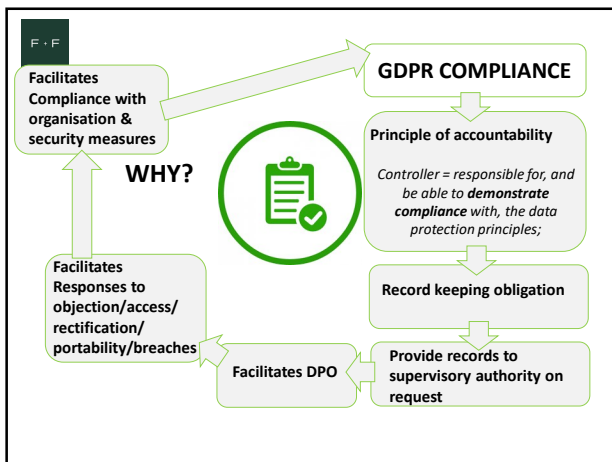 F + F
GDPR COMPLIANCE
Principle of accountability
Controller = responsible for, and
be able to demonstrate
compliance with, the data
protection principles;
Record keeping obligation
Provide records to
supervisory authority on
request
Facilitates DPO
Facilitates
Responses to
objection/access/
rectification/
portability/breaches
Facilitates
Compliance with
organisation &
security measures
WHY?